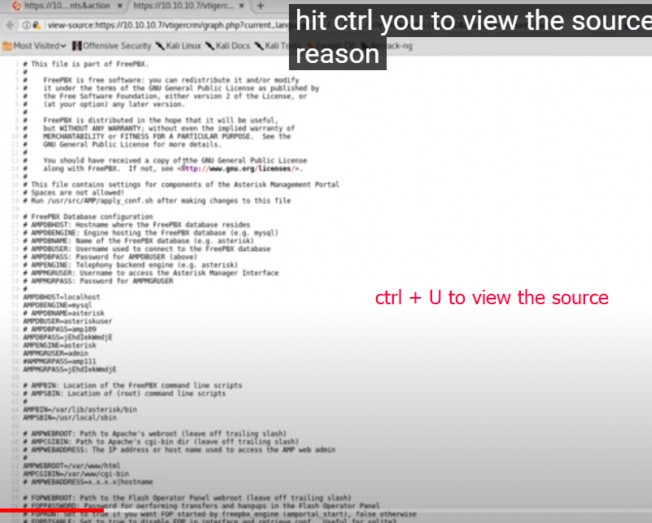 https://10....nts&action
https://10.10.10.7/vtigerc...
hit ctrl you to view the source
reason
view-source:https://10.10.10.7/vtigercrm/graph.php?current_lang
Most Visited Offensive Security Kali Linux Kali Docs Kali To ack-ng
# This file is part of FreePBX.
#
# FreePBX is free software: you can redistribute it and/or modify
# it under the terms of the GNU General Public License as published by
# the Free Software Foundation, either version 2 of the License, or
# (at your option) any later version.
#
# FreePBX is distributed in the hope that it will be useful,
# but WITHOUT ANY WARRANTY; without even the implied warranty of
# MERCHANTABILITY or FITNESS FOR A PARTICULAR PURPOSE. See the
# GNU General Public License for more details.
#
# You should have received a copy of the GNU General Public License
# along with FreePBX. If not, see <http://www.gnu.org/licenses/>.
#
# This file contains settings for components of the Asterisk Management Portal
# Spaces are not allowed!
# Run /usr/src/AMP/apply_conf.sh after making changes to this file
# FreePBX Database configuration
# AMPDBHOST: Hostname where the FreePBX database resides
# AMPDBENGINE: Engine hosting the FreePBX database (e.g. mysql)
# AMPDBNAME: Name of the FreePBX database (e.g. asterisk)
# AMPDBUSER: Username used to connect to the FreePBX database
# AMPDBPASS: Password for AMPDBUSER (above)
# AMPENGINE: Telephony backend engine (e.g. asterisk)
# AMPMGRUSER: Username to access the Asterisk Manager Interface
# AMPMGRPASS: Password for AMPMGRUSER
#
AMPDBHOST=localhost
AMPDBENGINE=mysql
# AMPDBNAME=asterisk
AMPDBUSER=asteriskuser
# AMPDBPASS=amp109
AMPDBPASS=jEhdIekWmdjE
AMPENGINE=asterisk
AMPMGRUSER=admin
#AMPMGRPASS=amp111
AMPMGRPASS=jEhdIekWmdjE
ctrl + U to view the source
# AMPBIN: Location of the FreePBX command line scripts
# AMPSBIN: Location of (root) command line scripts
#
AMPBIN=/var/lib/asterisk/bin
AMPSBIN=/usr/local/sbin
# AMPWEBROOT: Path to Apache's webroot (leave off trailing slash)
# AMPCGIBIN: Path to Apache's cgi-bin dir (leave off trailing slash)
# AMPWEBADDRESS: The IP address or host name used to access the AMP web admin
#
AMPWEBROOT=/var/www/html
AMPCGIBIN=/var/www/cgi-bin
# AMPWEBADDRESS=x.x.x.x|hostname
# FOPWEBROOT: Path to the Flash Operator Panel webroot (leave off trailing slash)
# FOPPASSWORD: Password for performing transfers and hangups in the Flash Operator Panel
# FOPRUN: Set to true if you want FOP started by freepbx_engine (amportal_start), false otherwise
# FOPDISABLE: Set to true to disable FOP in interface and retrieve_conf. Useful for sqlite3